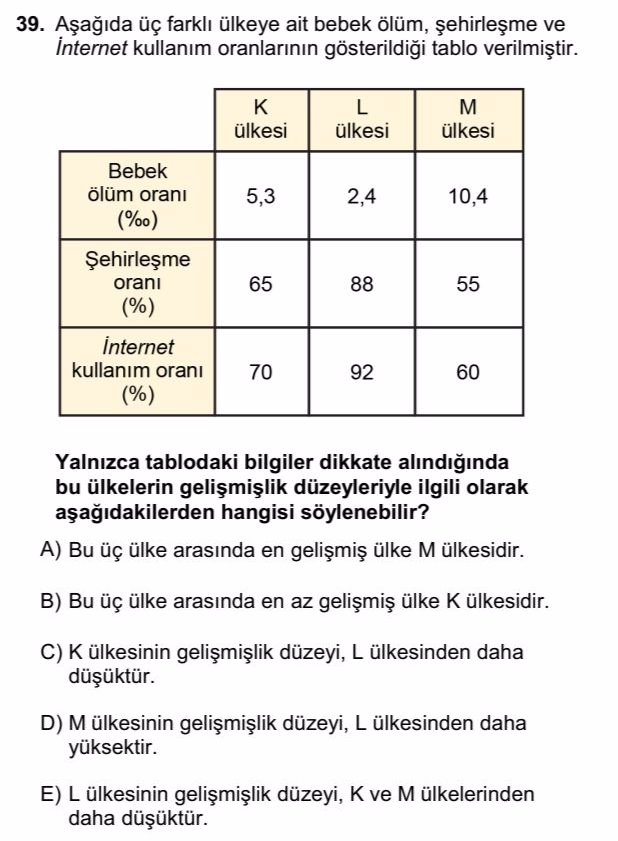 39. Aşağıda üç farklı ülkeye ait bebek ölüm, şehirleşme ve
İnternet kullanım oranlarının gösterildiği tablo verilmiştir.
K
ülkesi
L
ülkesi
M
ülkesi
Bebek
ölüm oranı
(‰)
5,3
2,4
10,4
Şehirleşme
oranı
(%)
65
88
55
İnternet
kullanım oranı
(%)
70
92
60
Yalnızca tablodaki bilgiler dikkate alındığında
bu ülkelerin gelişmişlik düzeyleriyle ilgili olarak
aşağıdakilerden hangisi söylenebilir?
A) Bu üç ülke arasında en gelişmiş ülke M ülkesidir.
B) Bu üç ülke arasında en az gelişmiş ülke K ülkesidir.
C) K ülkesinin gelişmişlik düzeyi, L ülkesinden daha
düşüktür.
D) M ülkesinin gelişmişlik düzeyi, L ülkesinden daha
yüksektir.
E) L ülkesinin gelişmişlik düzeyi, K ve M ülkelerinden
daha düşüktür.